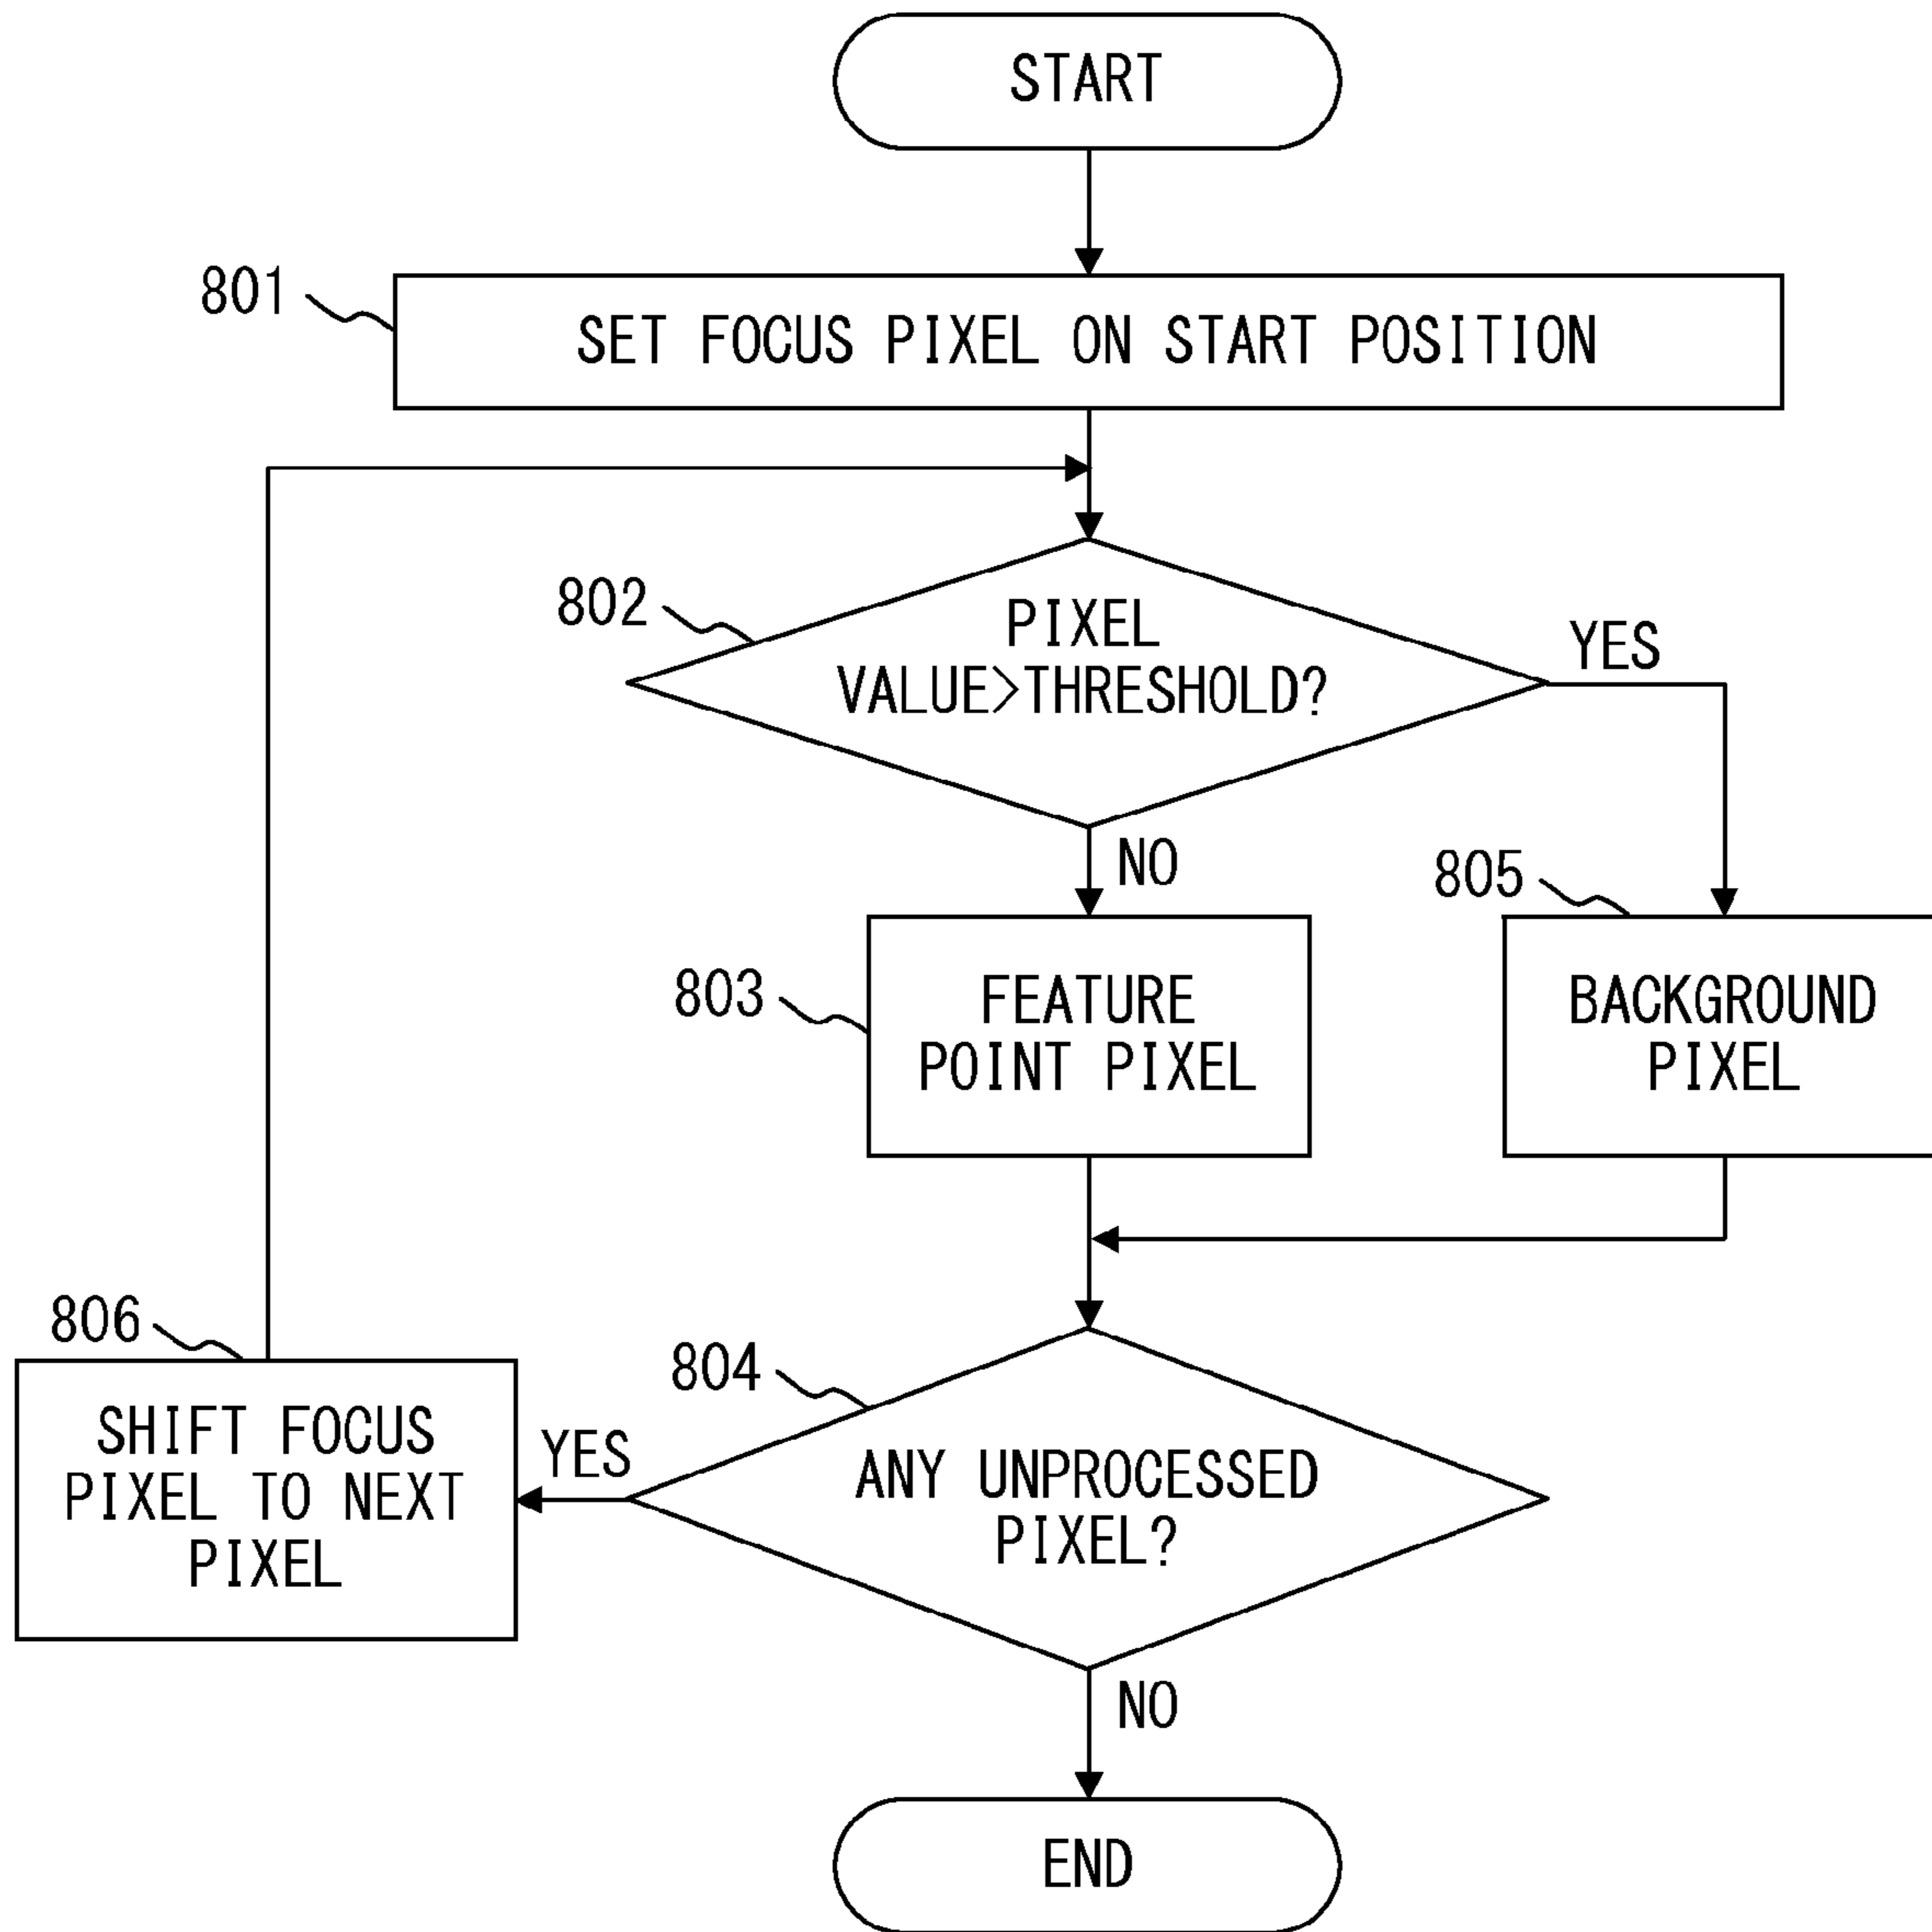 START
801
SET FOCUS PIXEL ON START POSITION
802
PIXEL
VALUE>THRESHOLD?
YES
NO
805
803
FEATURE
POINT PIXEL
BACKGROUND
PIXEL
806
804
SHIFT FOCUS
PIXEL TO NEXT
PIXEL
YES
ANY UNPROCESSED
PIXEL?
NO
END